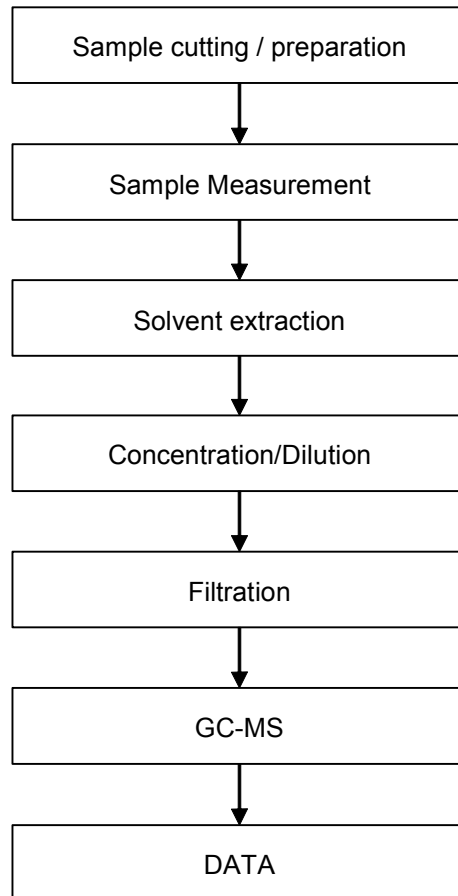 Sample cutting / preparation
Sample Measurement
Solvent extraction
Concentration/Dilution
Filtration
GC-MS
DATA